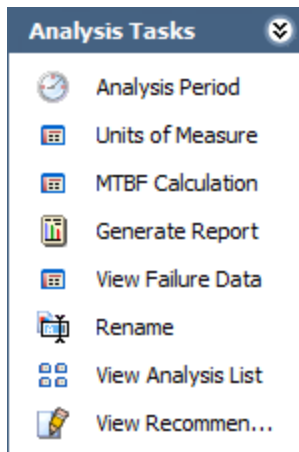 Analysis Tasks
Analysis Period
Units of Measure
MTBF Calculation
Generate Report
View Failure Data
Rename
View Analysis List
View Recommen...